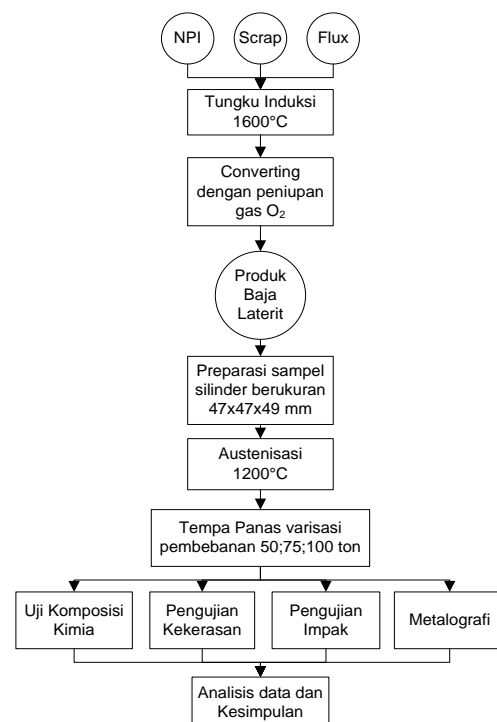 NPI
Scrap
Flux
Tungku Induksi
1600°C
Converting
dengan peniupan
gas O₂
Produk
Baja
Laterit
Preparasi sampel
silinder berukuran
47x47x49 mm
Austenisasi
1200°C
Tempa Panas varisasi
pembebanan 50;75;100 ton
Uji Komposisi
Kimia
Pengujian
Kekerasan
Pengujian
Impak
Metalografi
Analisis data dan
Kesimpulan